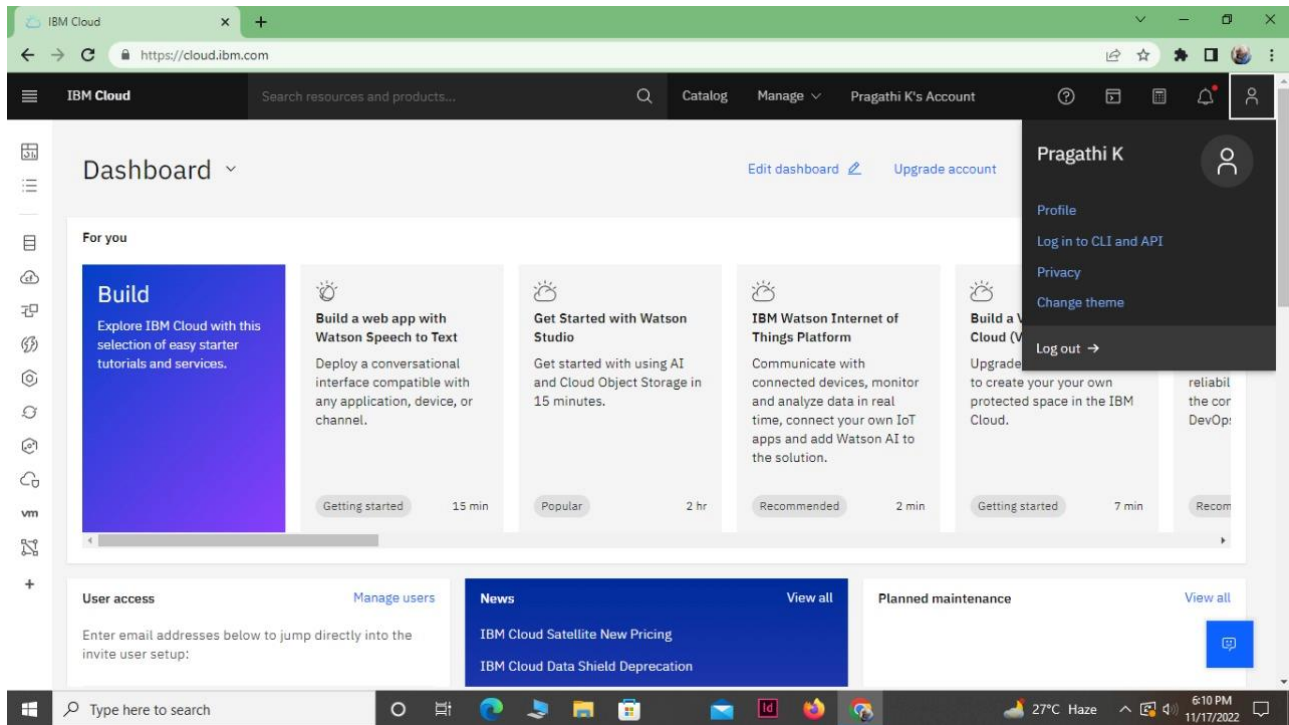 IBM Cloud
https://cloud.ibm.com
IBM Cloud
Search resources and products...
Catalog
Manage
Pragathi K's Account
Dashboard
Edit dashboard
Upgrade account
Pragathi K
Profile
Log in to CLI and API
Privacy
Change theme
Log out →
For you
Build
Explore IBM Cloud with this
selection of easy starter
tutorials and services.
Build a web app with
Watson Speech to Text
Deploy a conversational
interface compatible with
any application, device, or
channel.
Getting started 15 min
Get Started with Watson
Studio
Get started with using AI
and Cloud Object Storage in
15 minutes.
Popular 2 hr
IBM Watson Internet of
Things Platform
Communicate with
connected devices, monitor
and analyze data in real
time, connect your own IoT
apps and add Watson AI to
the solution.
Recommended 2 min
Build a V
Cloud (V
Upgrade
to create your your own
protected space in the IBM
Cloud.
Getting started 7 min
reliabil
the cor
DevOps
Recom
vm
User access Manage users
Enter email addresses below to jump directly into the
invite user setup:
News View all
IBM Cloud Satellite New Pricing
IBM Cloud Data Shield Deprecation
Planned maintenance View all
Type here to search
Id
27°C Haze
6:10 PM
11/17/2022